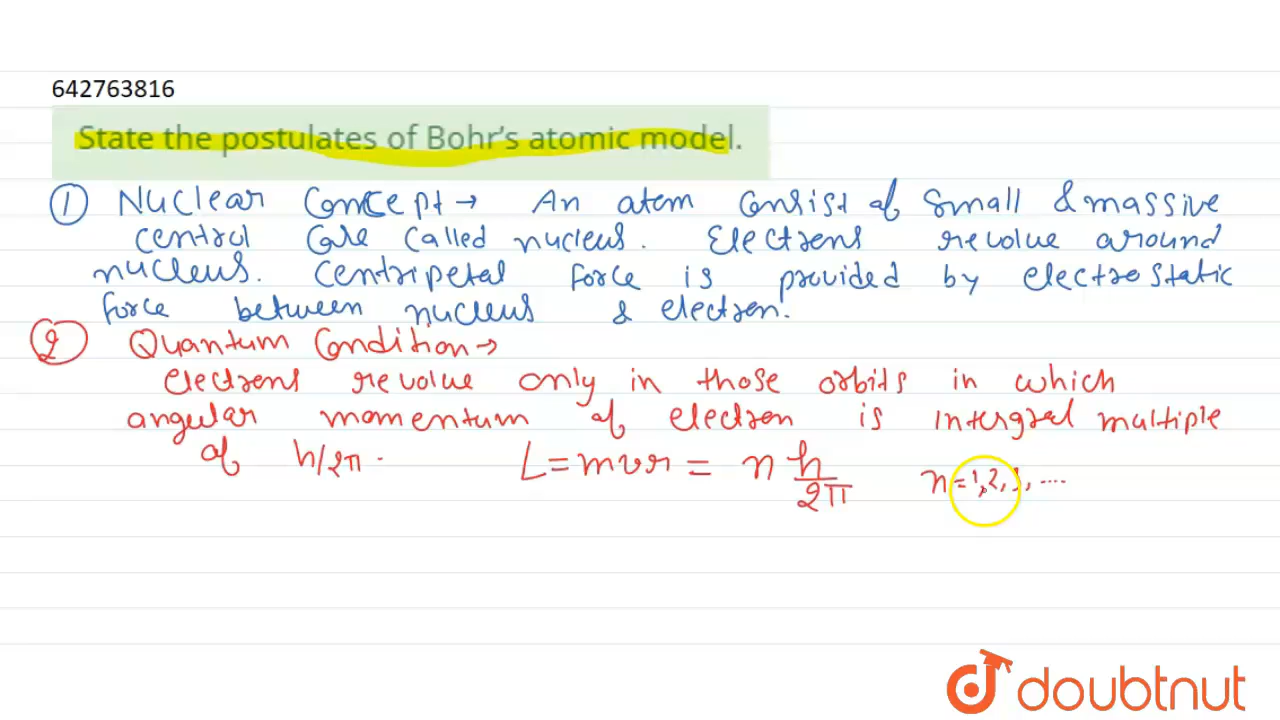 642763816
State the postulates of Bohr's atomic model.
① Nuclear Concept → An atom consist of small & massive
central core called nucleus. Electrons revolve around
nucleus. Centripetal force is provided by electrostatic
force between nucleus & electron.
② Quantum Condition →
electrons revolve only in those orbits in which
angular momentum of electron is intergral multiple
of h/2π. L = mvr = n h/2π n = 1, 2, 3, ....
doubtnut